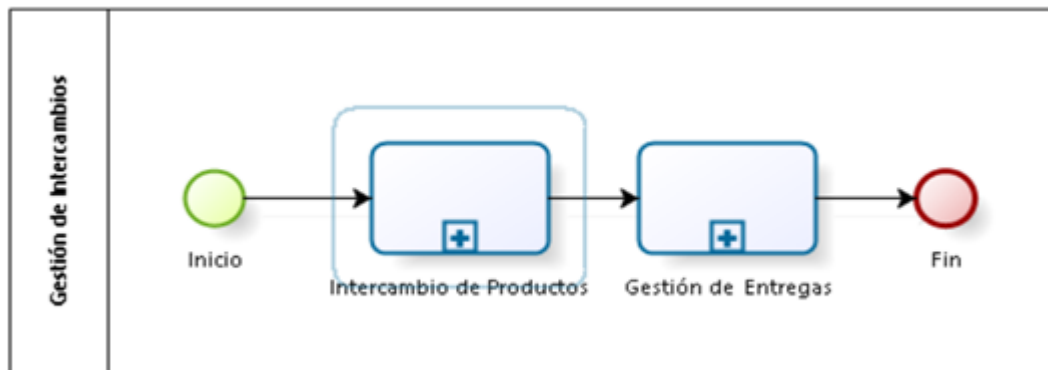 Gestión de Intercambios
Inicio
Intercambio de Productos
Gestión de Entregas
Fin